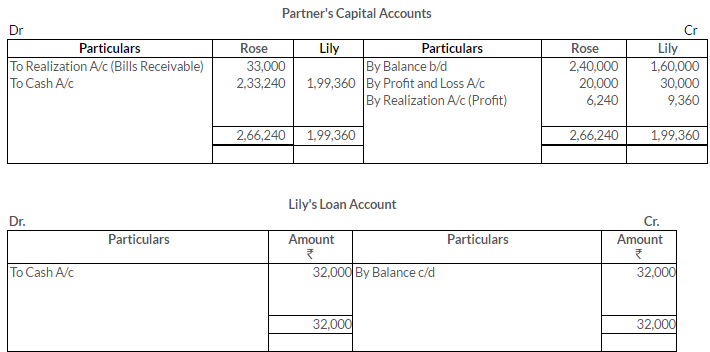 Partner's Capital Accounts
Dr Cr
Particulars Rose Lily Particulars Rose Lily
To Realization A/c (Bills Receivable) 33,000 By Balance b/d 2,40,000 1,60,000
To Cash A/c 2,33,240 1,99,360 By Profit and Loss A/c 20,000 30,000
By Realization A/c (Profit) 6,240 9,360
2,66,240 1,99,360 2,66,240 1,99,360
Lily's Loan Account
Dr. Cr.
Particulars Amount Particulars Amount
₹ ₹
To Cash A/c 32,000 By Balance c/d 32,000
32,000 32,000